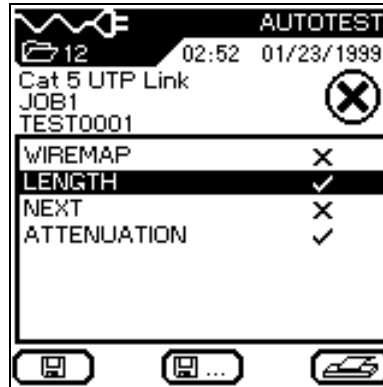 AUTOTEST
12 02:52 01/23/1999
Cat 5 UTP Link
JOB1
TEST0001
WIREMAP
LENGTH
NEXT
ATTENUATION
...